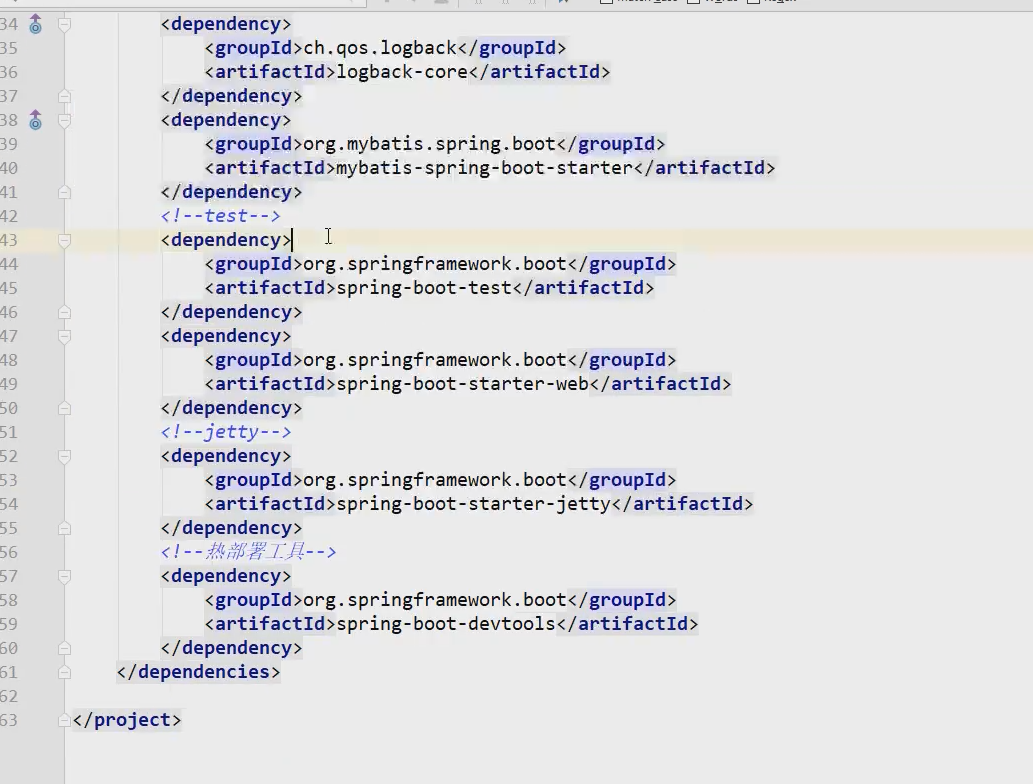 34 <dependency>
35 <groupId>ch.qos.logback</groupId>
36 <artifactId>logback-core</artifactId>
37 </dependency>
38 <dependency>
39 <groupId>org.mybatis.spring.boot</groupId>
40 <artifactId>mybatis-spring-boot-starter</artifactId>
41 </dependency>
42 <!--test-->
43 <dependency>
44 <groupId>org.springframework.boot</groupId>
45 <artifactId>spring-boot-test</artifactId>
46 </dependency>
47 <dependency>
48 <groupId>org.springframework.boot</groupId>
49 <artifactId>spring-boot-starter-web</artifactId>
50 </dependency>
51 <!--jetty-->
52 <dependency>
53 <groupId>org.springframework.boot</groupId>
54 <artifactId>spring-boot-starter-jetty</artifactId>
55 </dependency>
56 <!--热部署工具-->
57 <dependency>
58 <groupId>org.springframework.boot</groupId>
59 <artifactId>spring-boot-devtools</artifactId>
60 </dependency>
61 </dependencies>
62
63 </project>